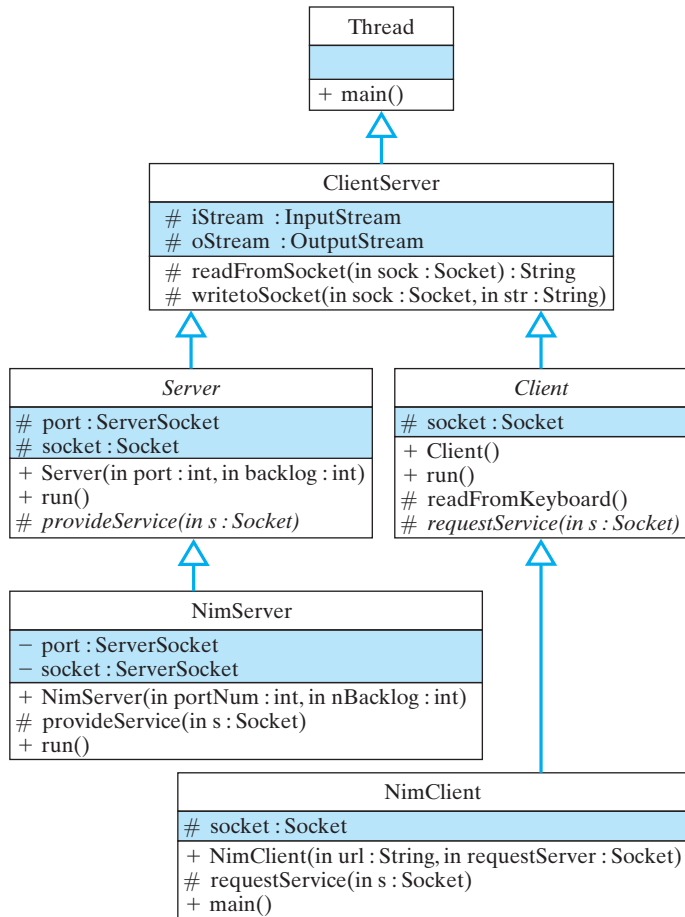 Thread
+ main()
ClientServer
# iStream : InputStream
# oStream : OutputStream
# readFromSocket(in sock : Socket) : String
# writetoSocket(in sock : Socket, in str : String)
Server
# port : ServerSocket
# socket : Socket
+ Server(in port : int, in backlog : int)
+ run()
# provideService(in s : Socket)
Client
# socket : Socket
+ Client()
+ run()
# readFromKeyboard()
# requestService(in s : Socket)
NimServer
− port : ServerSocket
− socket : ServerSocket
+ NimServer(in portNum : int, in nBacklog : int)
# provideService(in s : Socket)
+ run()
NimClient
# socket : Socket
+ NimClient(in url : String, in requestServer : Socket)
# requestService(in s : Socket)
+ main()